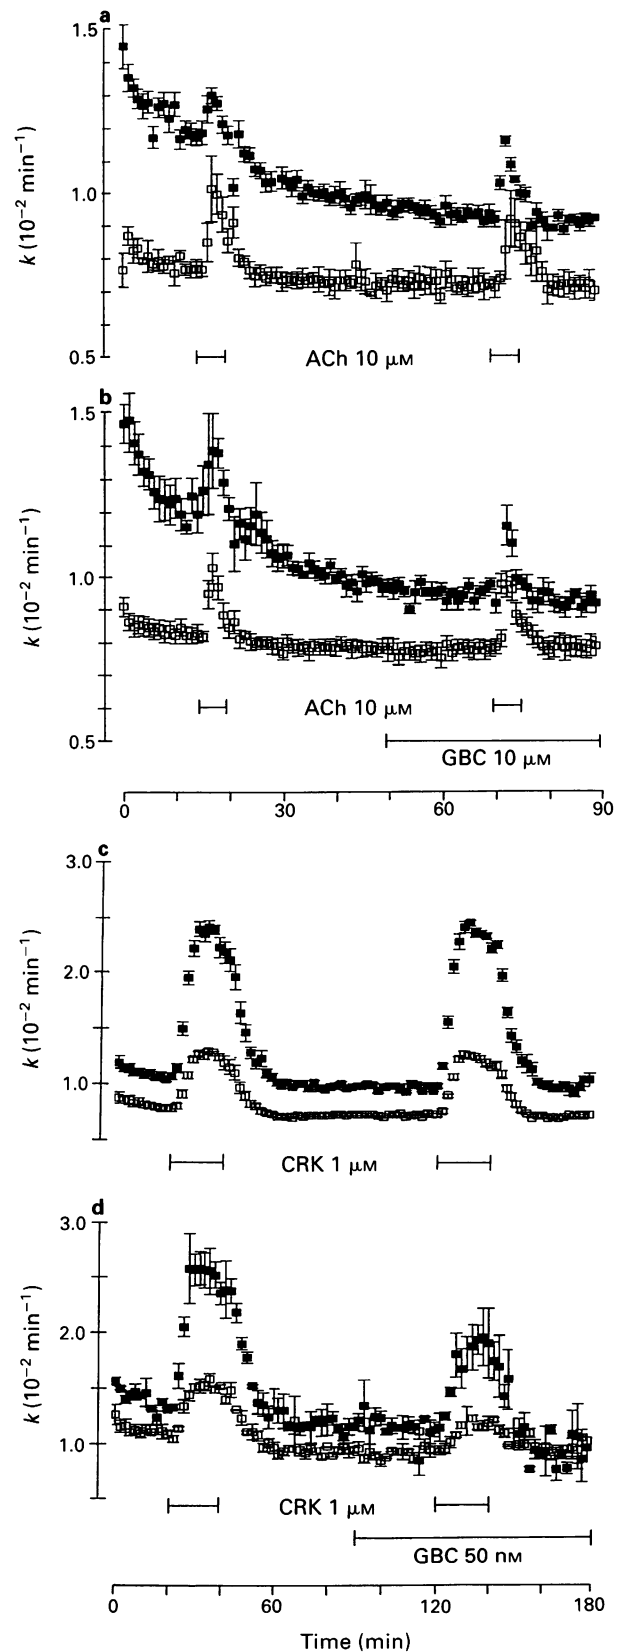 a
1.5
1.0
0.5
k (10⁻² min⁻¹)
ACh 10 μM
b
1.5
1.0
0.5
k (10⁻² min⁻¹)
ACh 10 μM
GBC 10 μM
0 30 60 90
c
3.0
2.0
1.0
k (10⁻² min⁻¹)
CRK 1 μM
d
3.0
2.0
1.0
k (10⁻² min⁻¹)
CRK 1 μM
GBC 50 nM
0 60 120 180
Time (min)